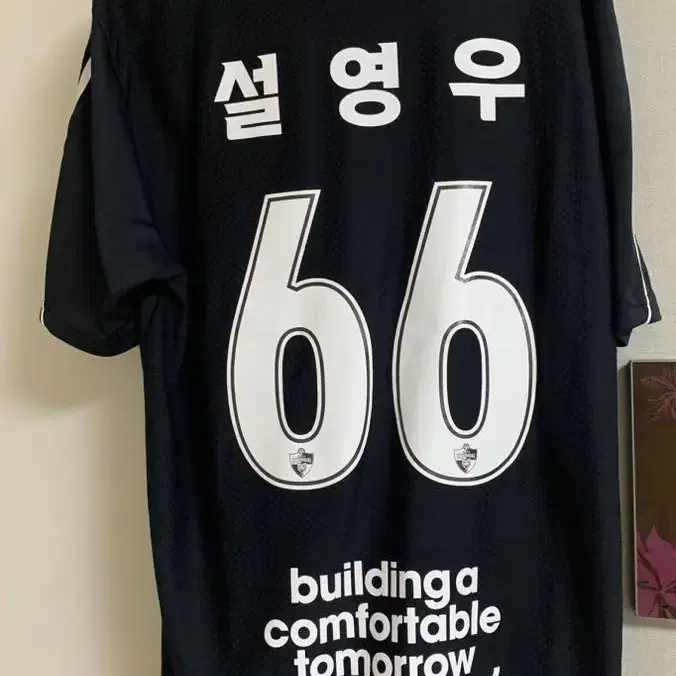 설영우
66
building a
comfortable
tomorrow